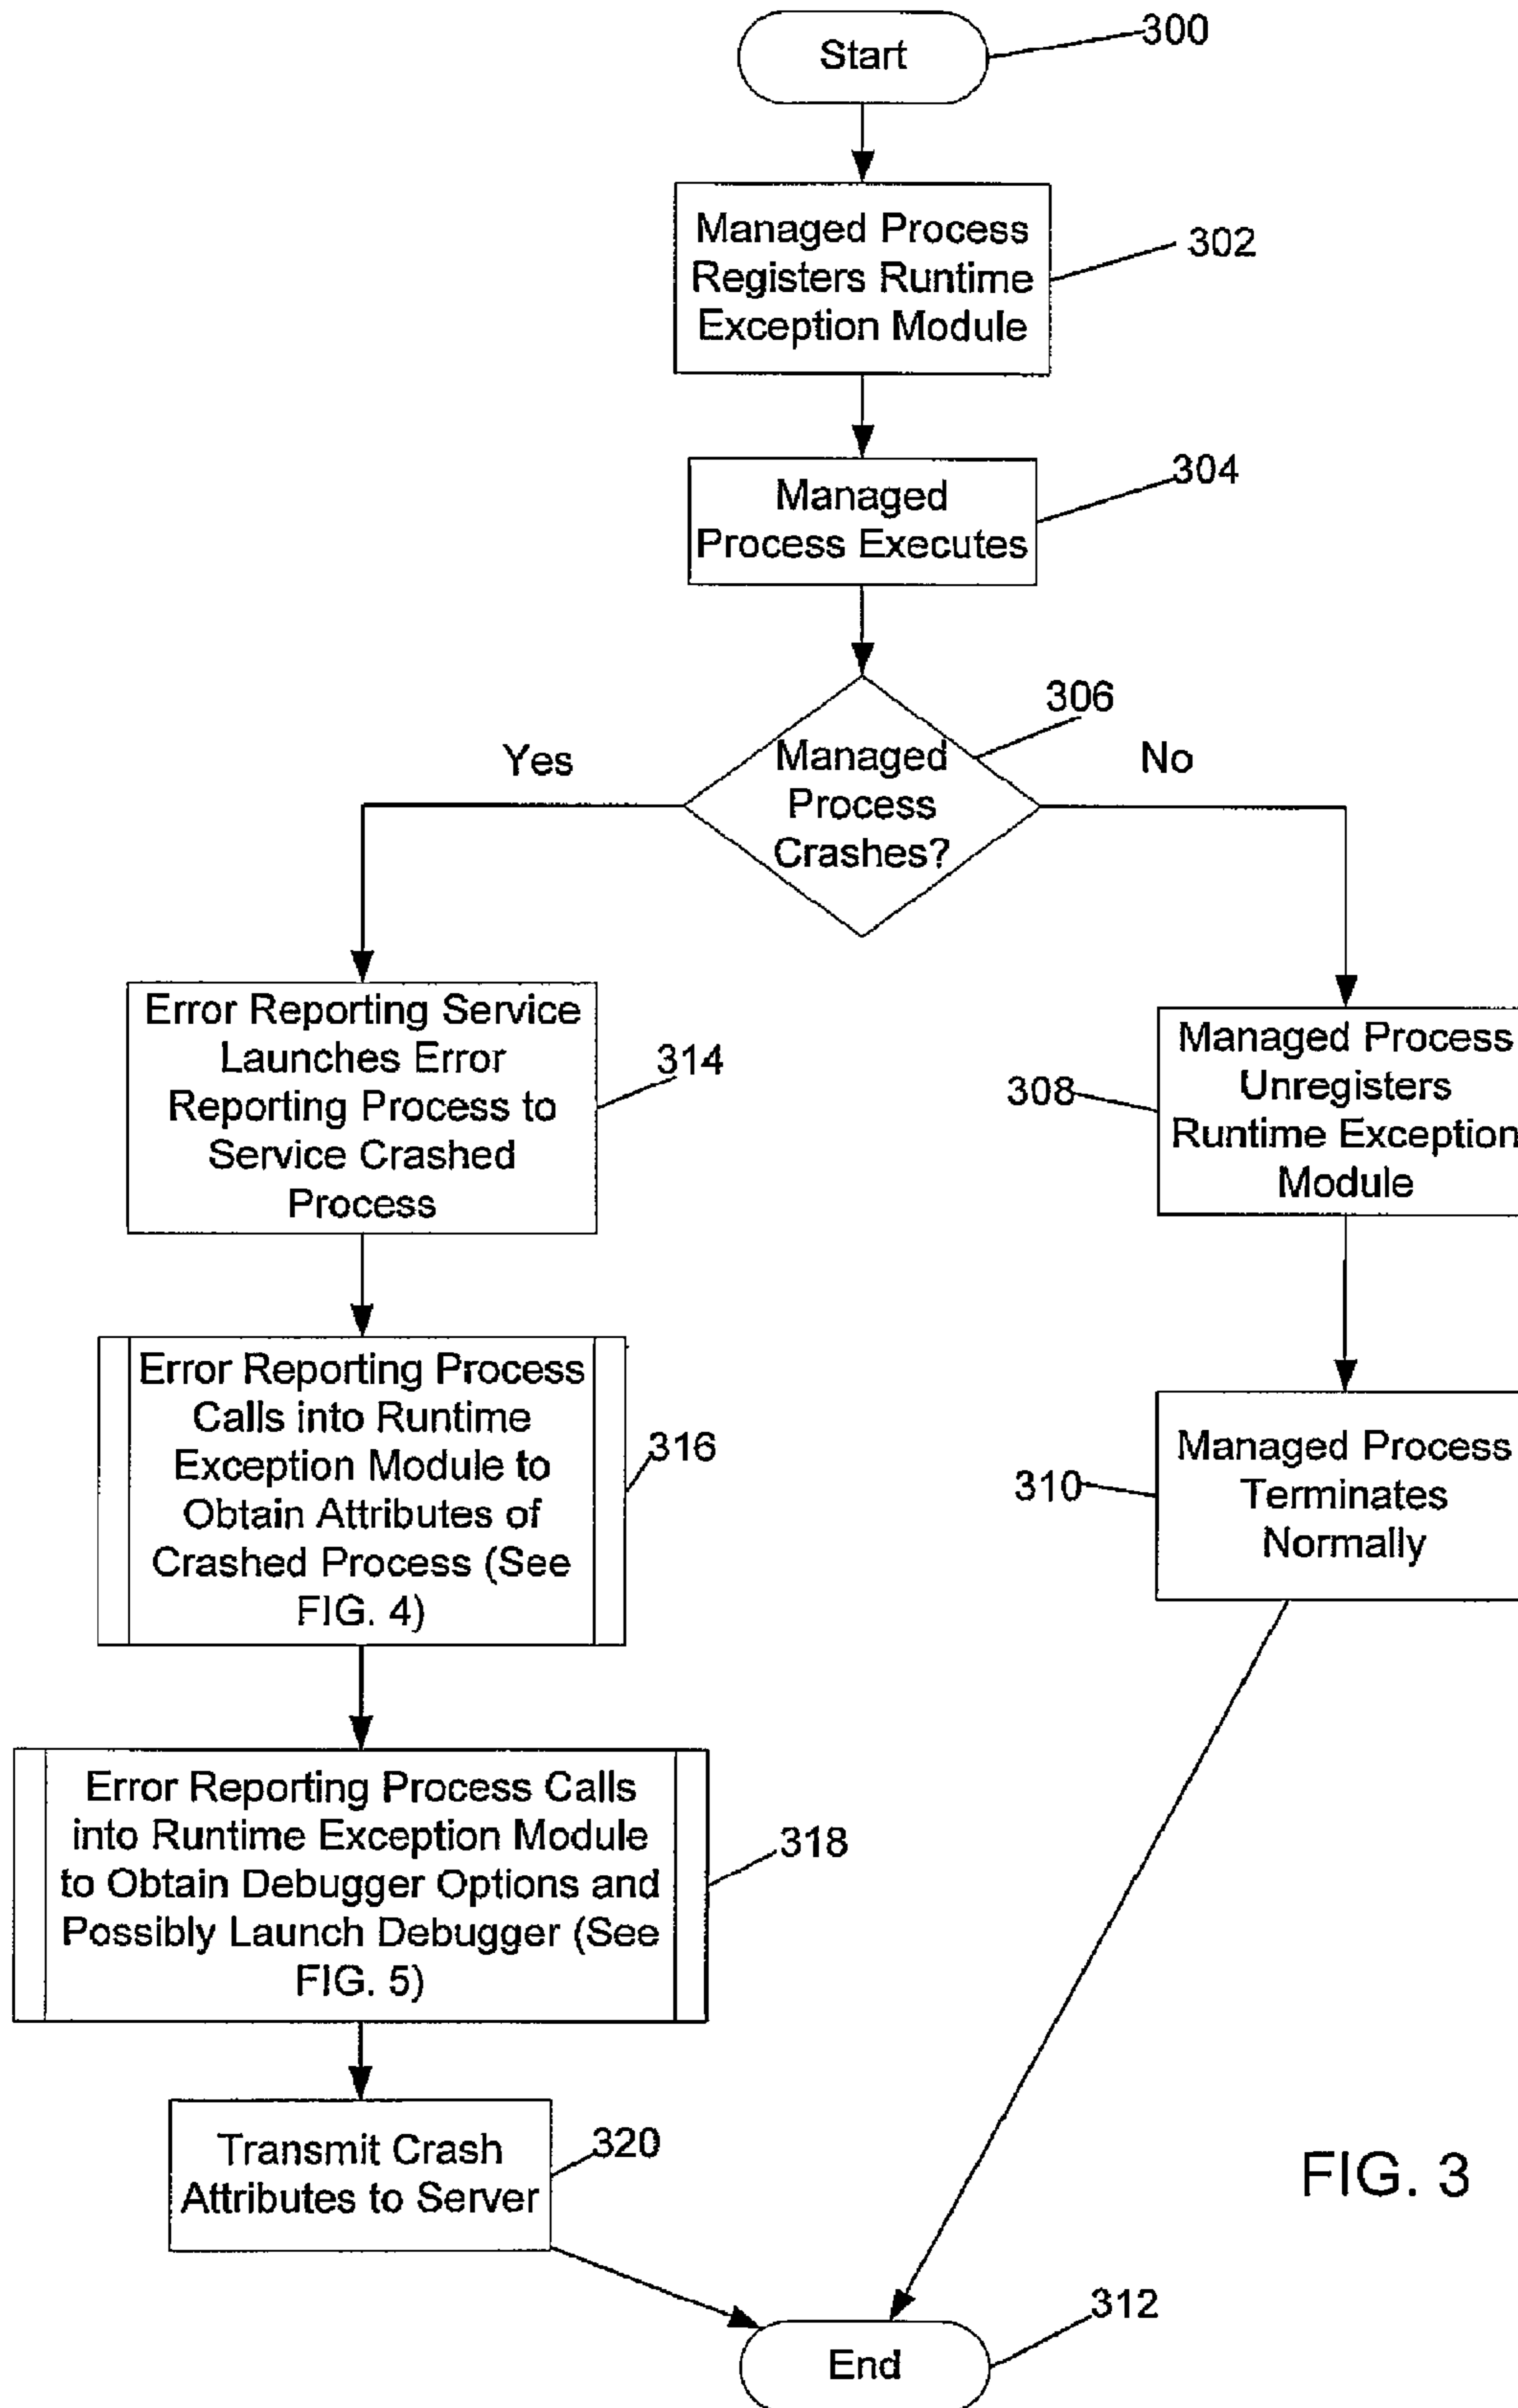 Start
300
Managed Process
Registers Runtime
Exception Module
302
Managed
Process Executes
304
306
Managed
Process
Crashes?
Yes
No
Error Reporting Service
Launches Error
Reporting Process to
Service Crashed
Process
314
308
Managed Process
Unregisters
Runtime Exception
Module
Error Reporting Process
Calls into Runtime
Exception Module to
Obtain Attributes of
Crashed Process (See
FIG. 4)
316
310
Managed Process
Terminates
Normally
Error Reporting Process Calls
into Runtime Exception Module
to Obtain Debugger Options and
Possibly Launch Debugger (See
FIG. 5)
318
Transmit Crash
Attributes to Server
320
FIG. 3
End
312